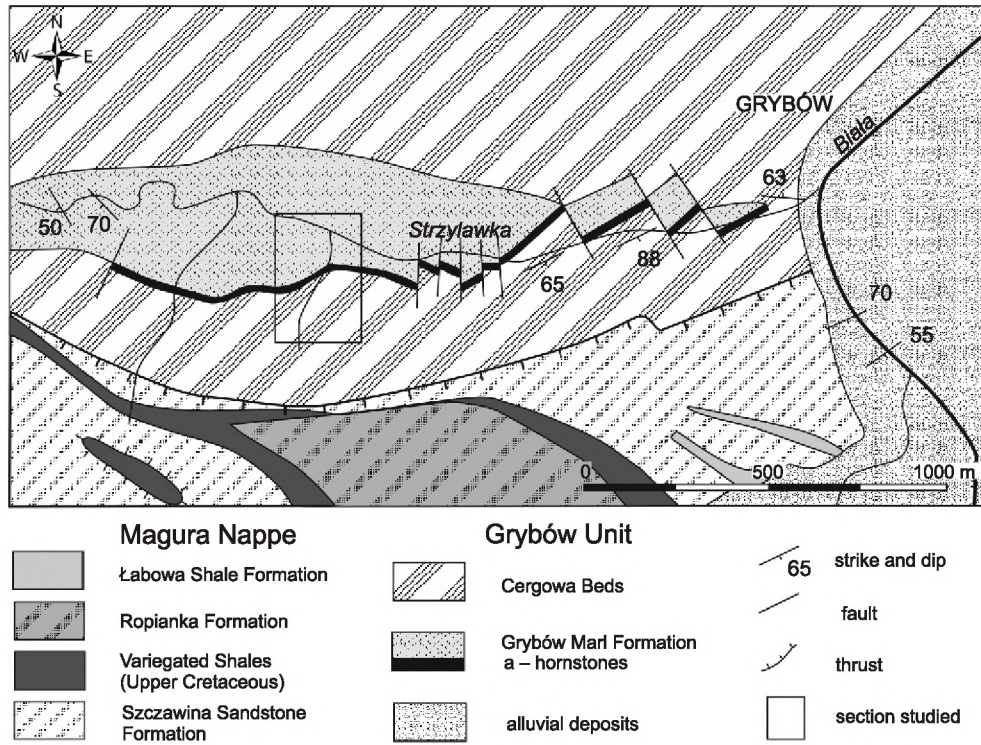 N
W E
S
GRYBÓW
Biała
63
50
70
Strzylawka
65
88
70
55
0 500 1000 m
Magura Nappe
Łabowa Shale Formation
Ropianka Formation
Variegated Shales
(Upper Cretaceous)
Szczawina Sandstone
Formation
Grybów Unit
Cergowa Beds
Grybów Marl Formation
a – hornstones
alluvial deposits
65 strike and dip
fault
thrust
section studied